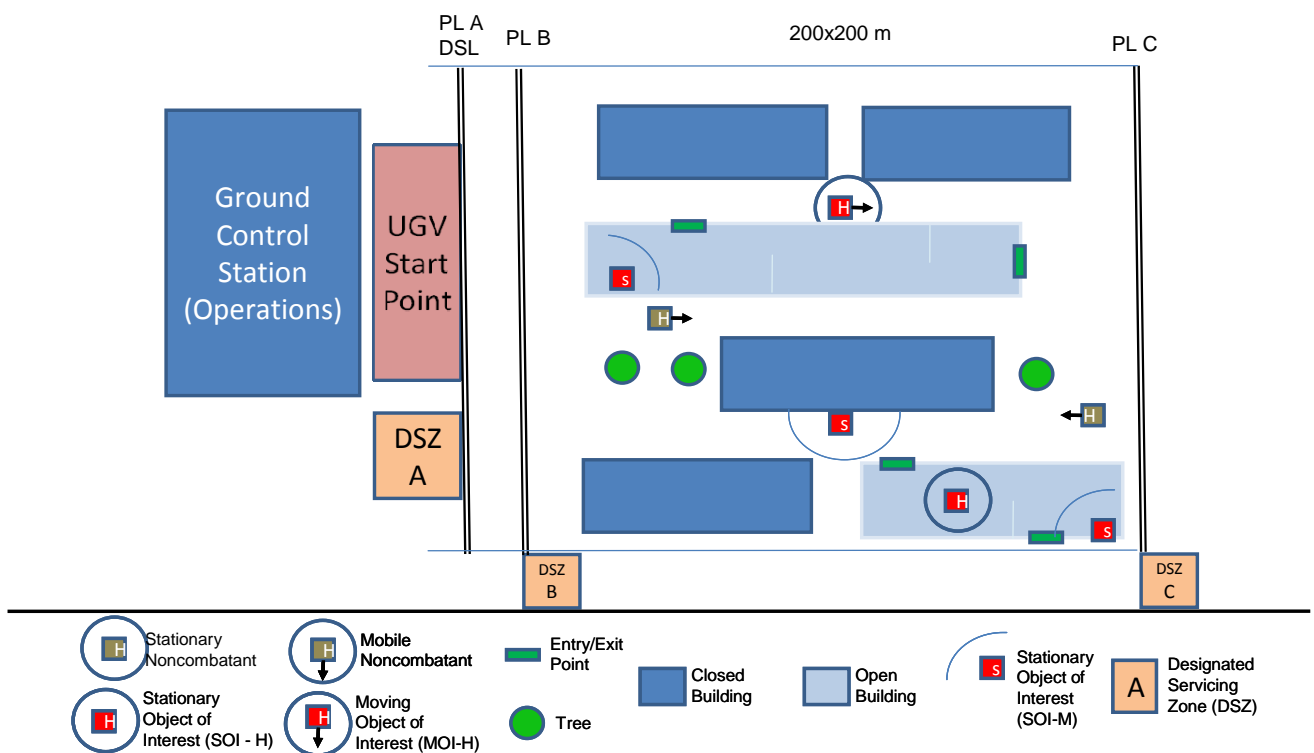 PL A
DSL
PL B
200x200 m
PL C
Ground
Control
Station
(Operations)
UGV
Start
Point
H
s
H
H
s
DSZ
A
H
s
DSZ
B
DSZ
C
H
Stationary
Noncombatant
H
Mobile
Noncombatant
Entry/Exit
Point
Closed
Building
Open
Building
s
Stationary
Object of
Interest
(SOI-M)
A
Designated
Servicing
Zone (DSZ)
H
Stationary
Object of
Interest (SOI - H)
H
Moving
Object of
Interest (MOI-H)
Tree